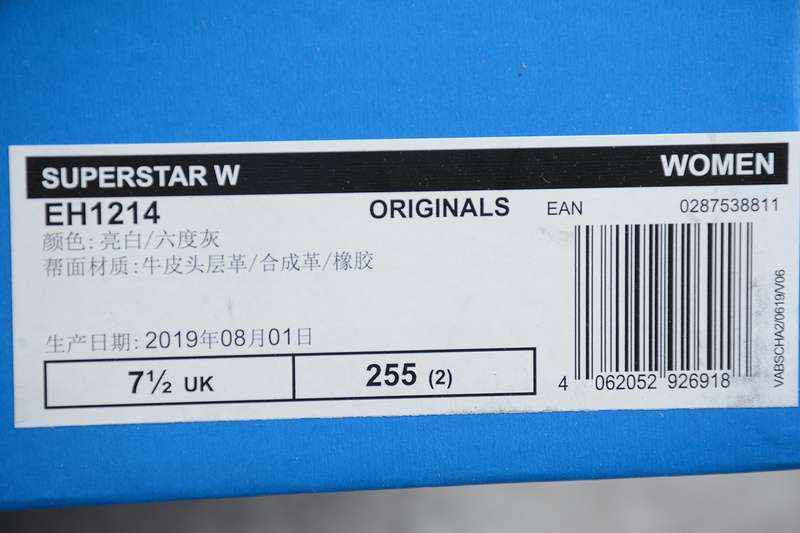 SUPERSTAR W WOMEN
EH1214 ORIGINALS EAN 0287538811
颜色: 亮白/六度灰
帮面材质: 牛皮头层革/合成革/橡胶
生产日期: 2019年08月01日
7½ UK 255 (2)
4 062052 926918
VABSCHA2/0619/V06